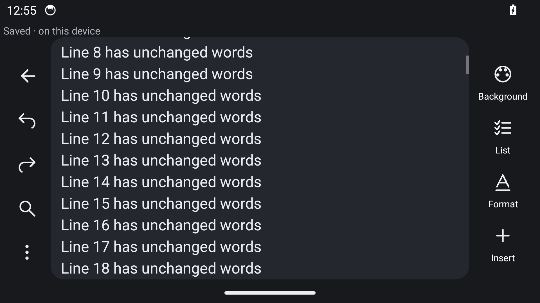 12:55
Saved · on this device
Line 8 has unchanged words
Line 9 has unchanged words
Line 10 has unchanged words
Line 11 has unchanged words
Line 12 has unchanged words
Line 13 has unchanged words
Line 14 has unchanged words
Line 15 has unchanged words
Line 16 has unchanged words
Line 17 has unchanged words
Line 18 has unchanged words
Background
List
Format
Insert